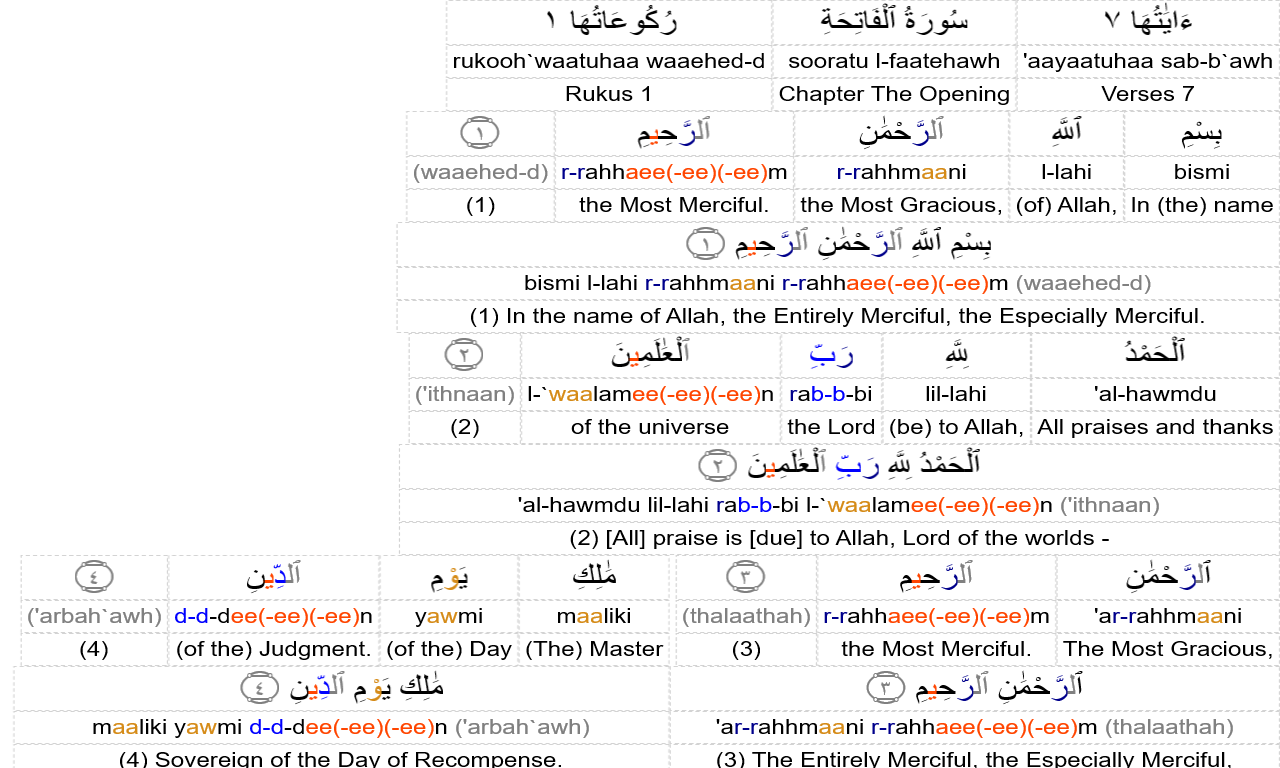 ءَايَٰتُهَا ٧ سُورَةُ ٱلْفَاتِحَةِ رُكُوعَاتُهَا ١
'aayaatuhaa sab-b`awh sooratu l-faatehawh rukooh`waatuhaa waaehed-d
Verses 7 Chapter The Opening Rukus 1
بِسْمِ ٱللَّهِ ٱلرَّحْمَٰنِ ٱلرَّحِيمِ ١
bismi l-lahi r-rahhmaani r-rahhaee(-ee)(-ee)m (waaehed-d)
In (the) name (of) Allah, the Most Gracious, the Most Merciful. (1)
بِسْمِ ٱللَّهِ ٱلرَّحْمَٰنِ ٱلرَّحِيمِ ١
bismi l-lahi r-rahhmaani r-rahhaee(-ee)(-ee)m (waaehed-d)
(1) In the name of Allah, the Entirely Merciful, the Especially Merciful.
ٱلْحَمْدُ لِلَّهِ رَبِّ ٱلْعَٰلَمِينَ ٢
'al-hawmdu lil-lahi rab-b-bi l-`waalamee(-ee)(-ee)n ('ithnaan)
All praises and thanks (be) to Allah, the Lord of the universe (2)
ٱلْحَمْدُ لِلَّهِ رَبِّ ٱلْعَٰلَمِينَ ٢
'al-hawmdu lil-lahi rab-b-bi l-`waalamee(-ee)(-ee)n ('ithnaan)
(2) [All] praise is [due] to Allah, Lord of the worlds -
ٱلرَّحْمَٰنِ ٱلرَّحِيمِ ٣ مَٰلِكِ يَوْمِ ٱلدِّينِ ٤
'ar-rahhmaani r-rahhaee(-ee)(-ee)m (thalaathah) maaliki yawmi d-d-dee(-ee)(-ee)n ('arbah`awh)
The Most Gracious, the Most Merciful. (3) (The) Master (of the) Day (of the) Judgment. (4)
ٱلرَّحْمَٰنِ ٱلرَّحِيمِ ٣ مَٰلِكِ يَوْمِ ٱلدِّينِ ٤
'ar-rahhmaani r-rahhaee(-ee)(-ee)m (thalaathah) maaliki yawmi d-d-dee(-ee)(-ee)n ('arbah`awh)
(3) The Entirely Merciful, the Especially Merciful, (4) Sovereign of the Day of Recompense.